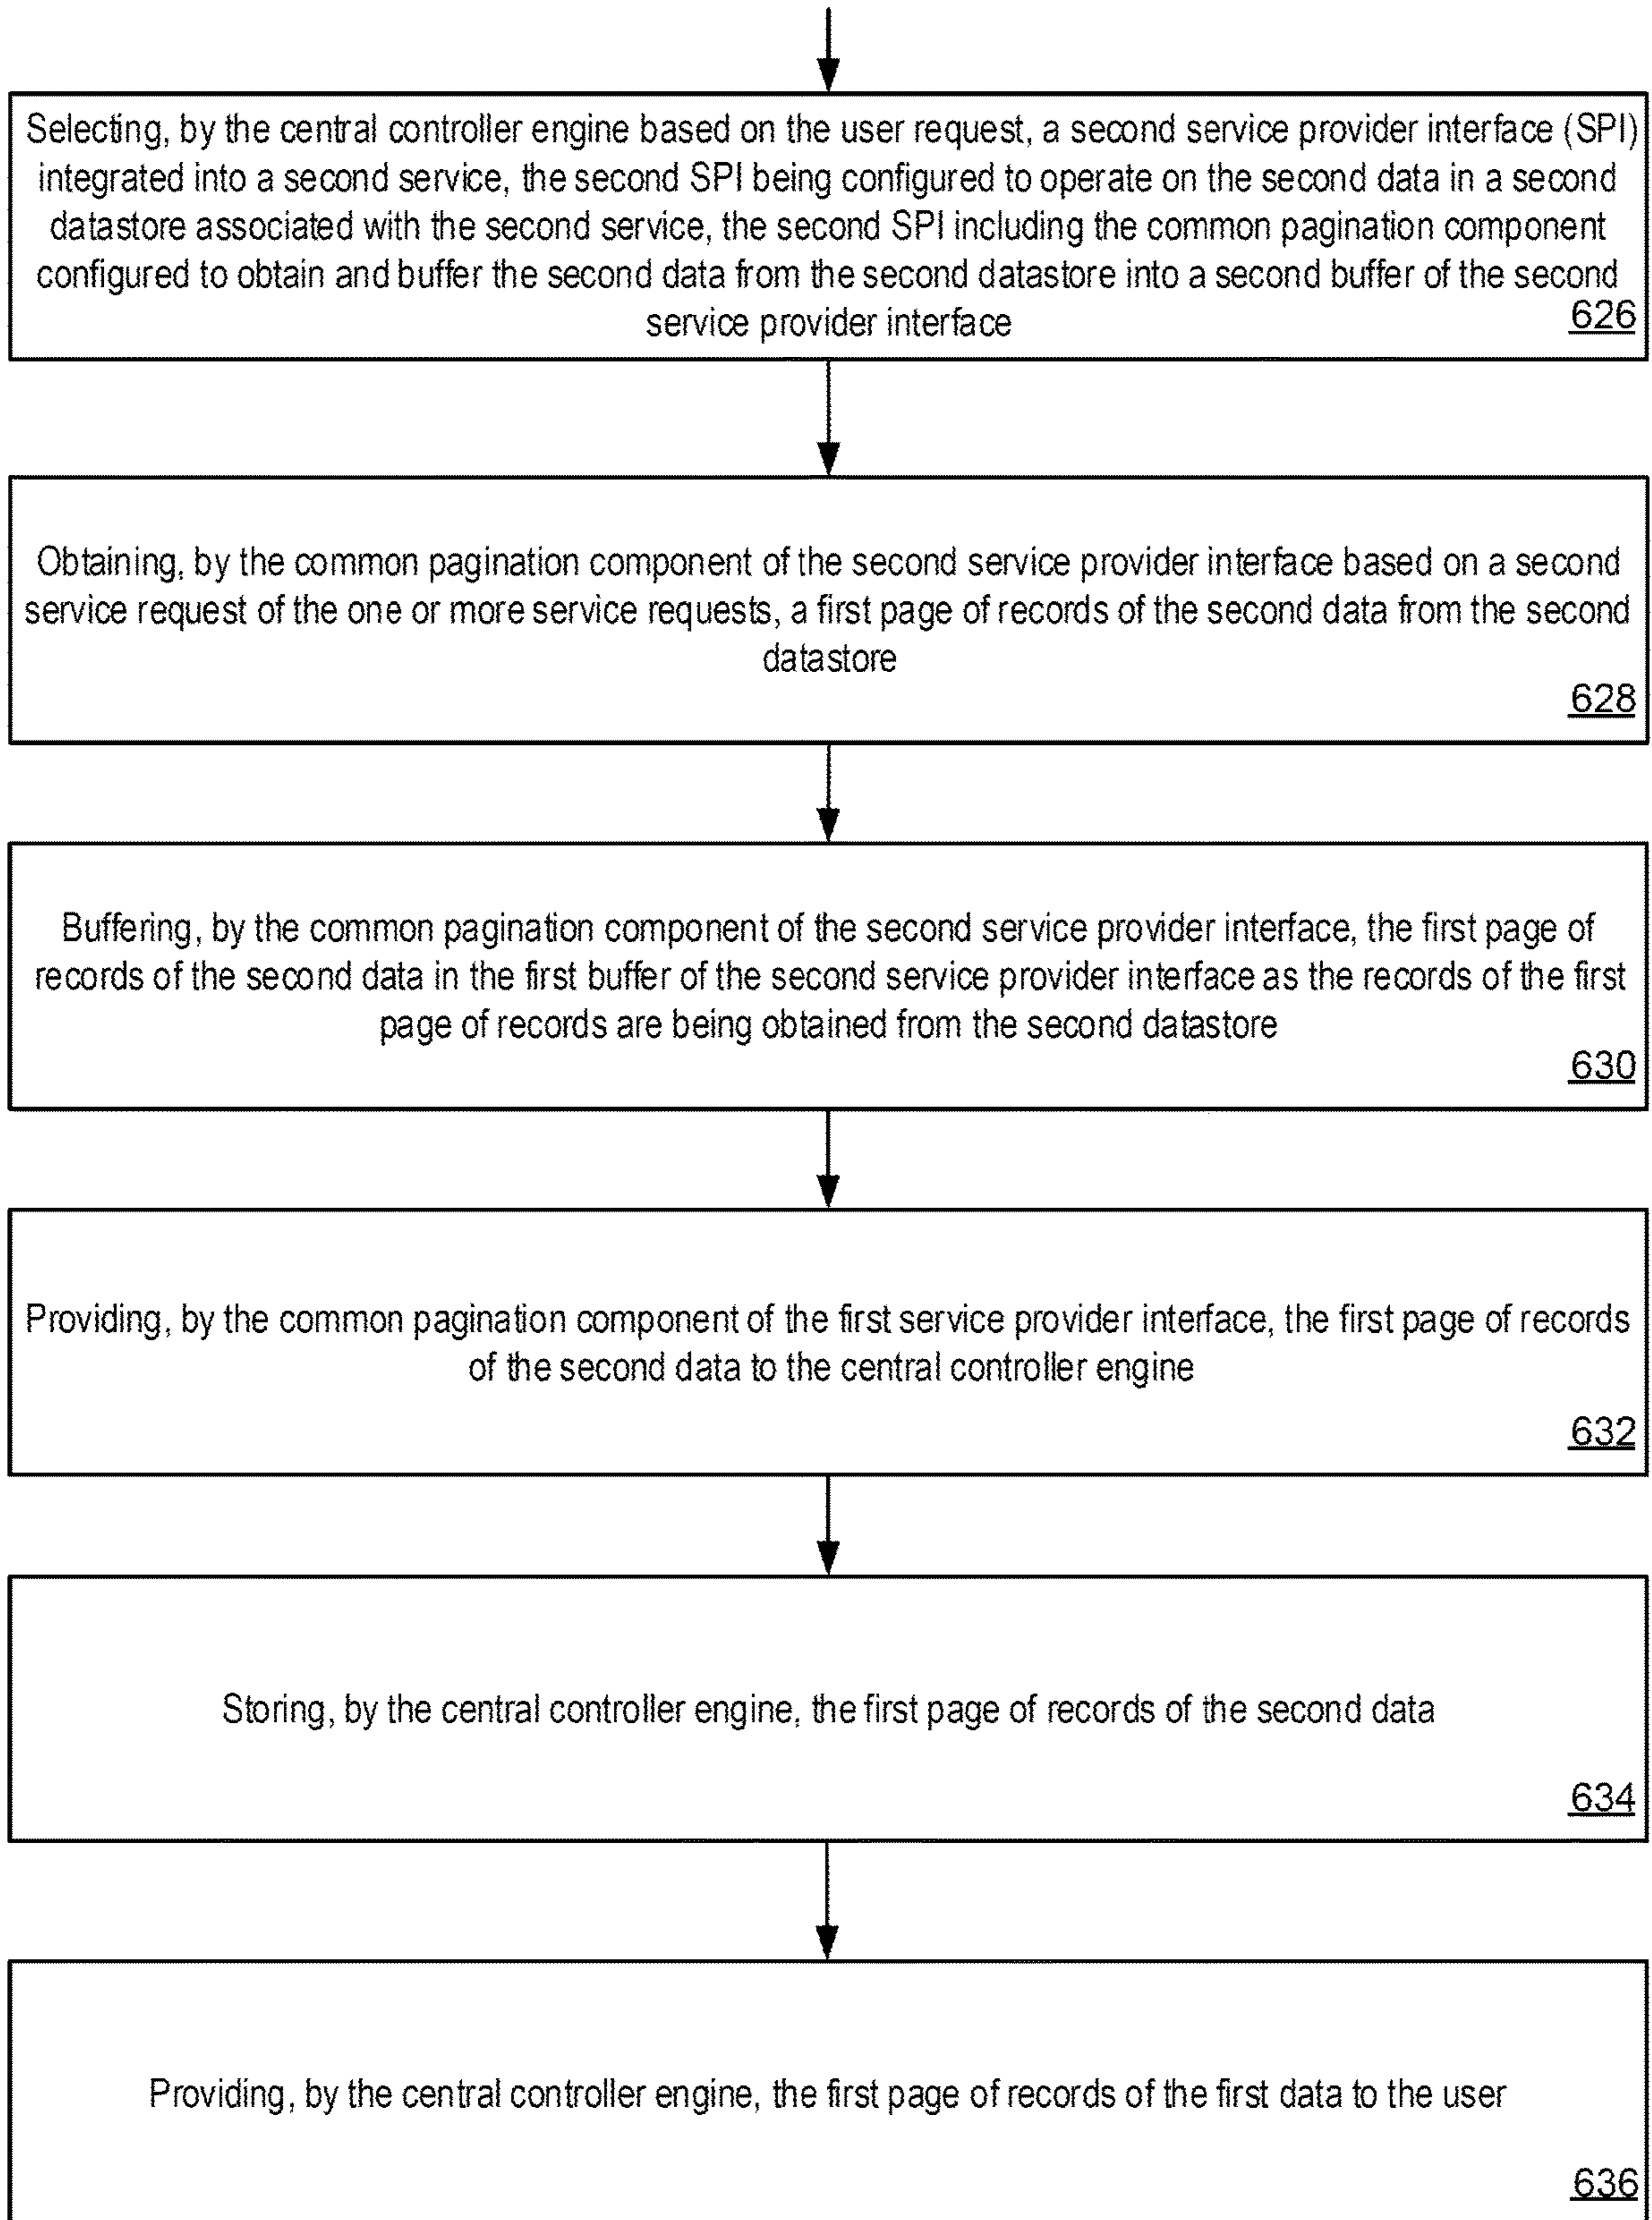 Selecting, by the central controller engine based on the user request, a second service provider interface (SPI)
integrated into a second service, the second SPI being configured to operate on the second data in a second
datastore associated with the second service, the second SPI including the common pagination component
configured to obtain and buffer the second data from the second datastore into a second buffer of the second
service provider interface
626
Obtaining, by the common pagination component of the second service provider interface based on a second
service request of the one or more service requests, a first page of records of the second data from the second
datastore
628
Buffering, by the common pagination component of the second service provider interface, the first page of
records of the second data in the first buffer of the second service provider interface as the records of the first
page of records are being obtained from the second datastore
630
Providing, by the common pagination component of the first service provider interface, the first page of records
of the second data to the central controller engine
632
Storing, by the central controller engine, the first page of records of the second data
634
Providing, by the central controller engine, the first page of records of the first data to the user
636